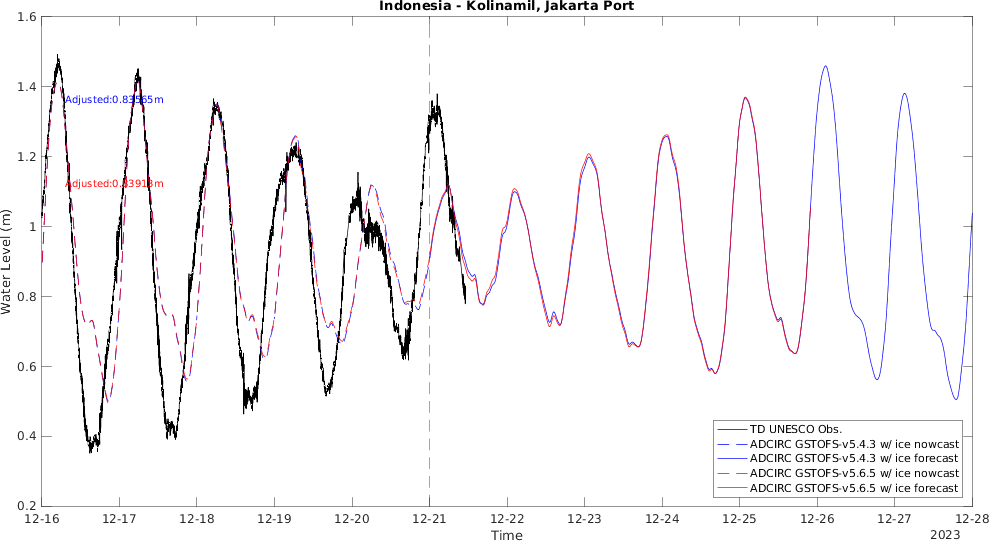 Indonesia - Kolinamil, Jakarta Port
1.6
1.4
1.2
1
0.8
0.6
0.4
0.2
Water Level (m)
Adjusted:0.83565m
Adjusted:0.83913m
TD UNESCO Obs.
ADCIRC GSTOFS-v5.4.3 w/ ice nowcast
ADCIRC GSTOFS-v5.4.3 w/ ice forecast
ADCIRC GSTOFS-v5.6.5 w/ ice nowcast
ADCIRC GSTOFS-v5.6.5 w/ ice forecast
12-16 12-17 12-18 12-19 12-20 12-21 12-22 12-23 12-24 12-25 12-26 12-27 12-28
Time
2023